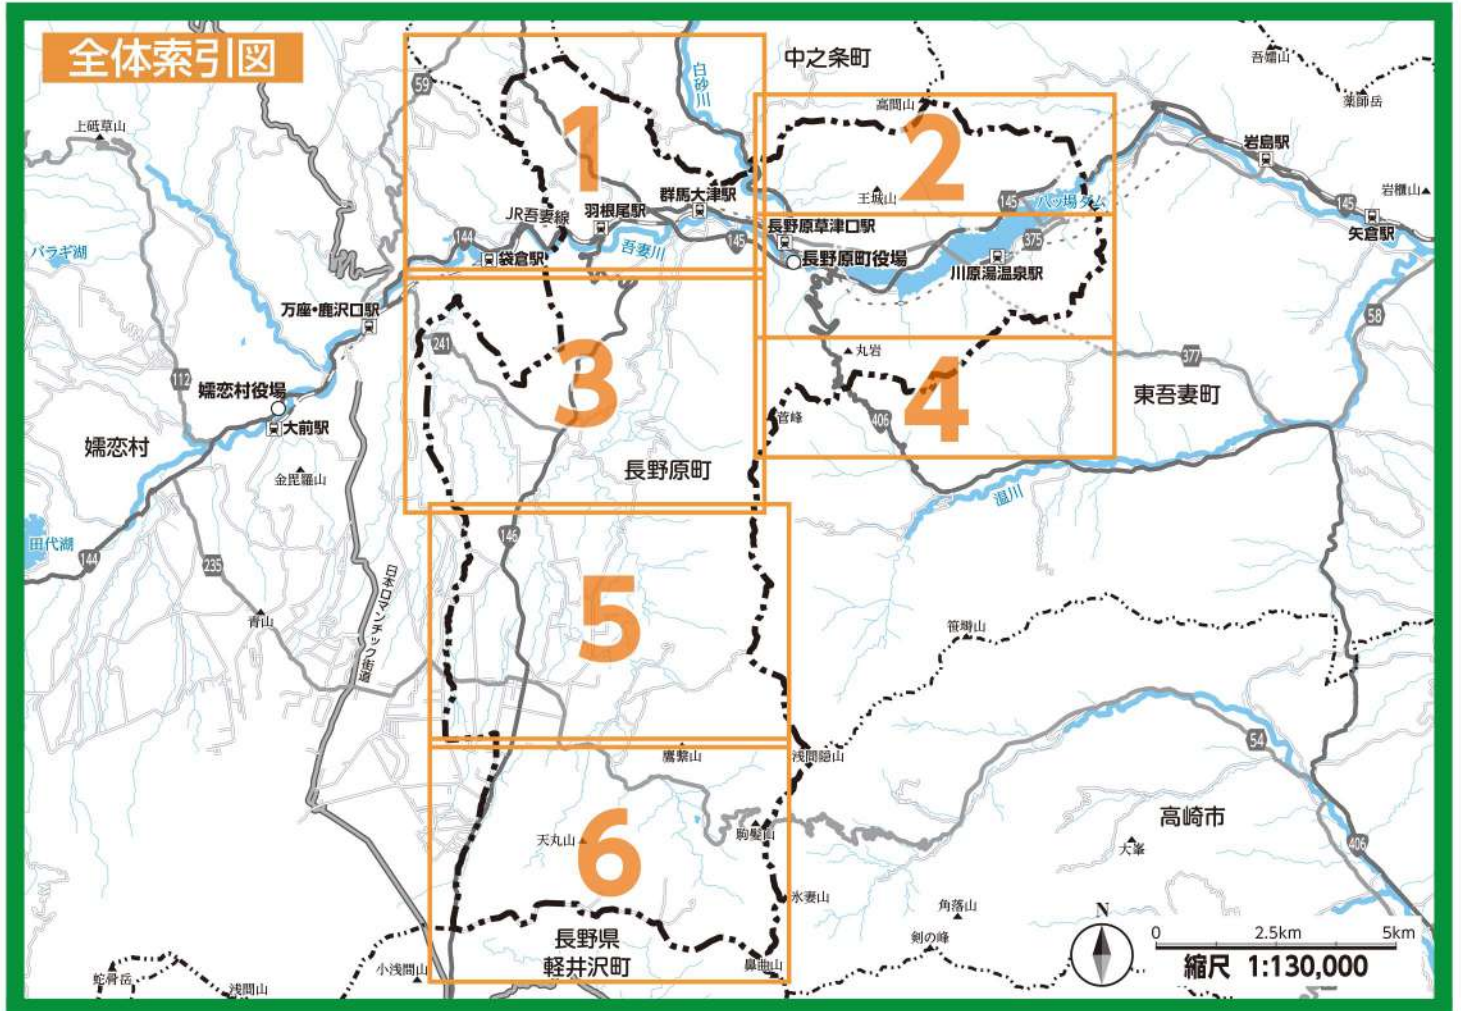 全体索引図
中之条町
吾嬬山
薬師岳
白砂川
59
高間山
上砥草山
1
2
岩島駅
岩櫃山
群馬大津駅
王城山
145
八ッ場ダム
145
羽根尾駅
JR吾妻線
長野原草津口駅
矢倉駅
バラギ湖
144
袋倉駅
吾妻川
145
長野原町役場
375
川原湯温泉駅
万座・鹿沢口駅
58
241
3
丸岩
377
112
嬬恋村役場
4
東吾妻町
菅峰
406
大前駅
嬬恋村
金毘羅山
長野原町
温川
田代湖
144
235
146
日本ロマンチック街道
5
青山
笹塒山
鷹繋山
浅間隠山
54
高崎市
駒髪山
天丸山
6
大峯
406
氷妻山
角落山
長野県
軽井沢町
剣の峰
鼻曲山
小浅間山
蛇骨岳
浅間山
N
0 2.5km 5km
縮尺 1:130,000